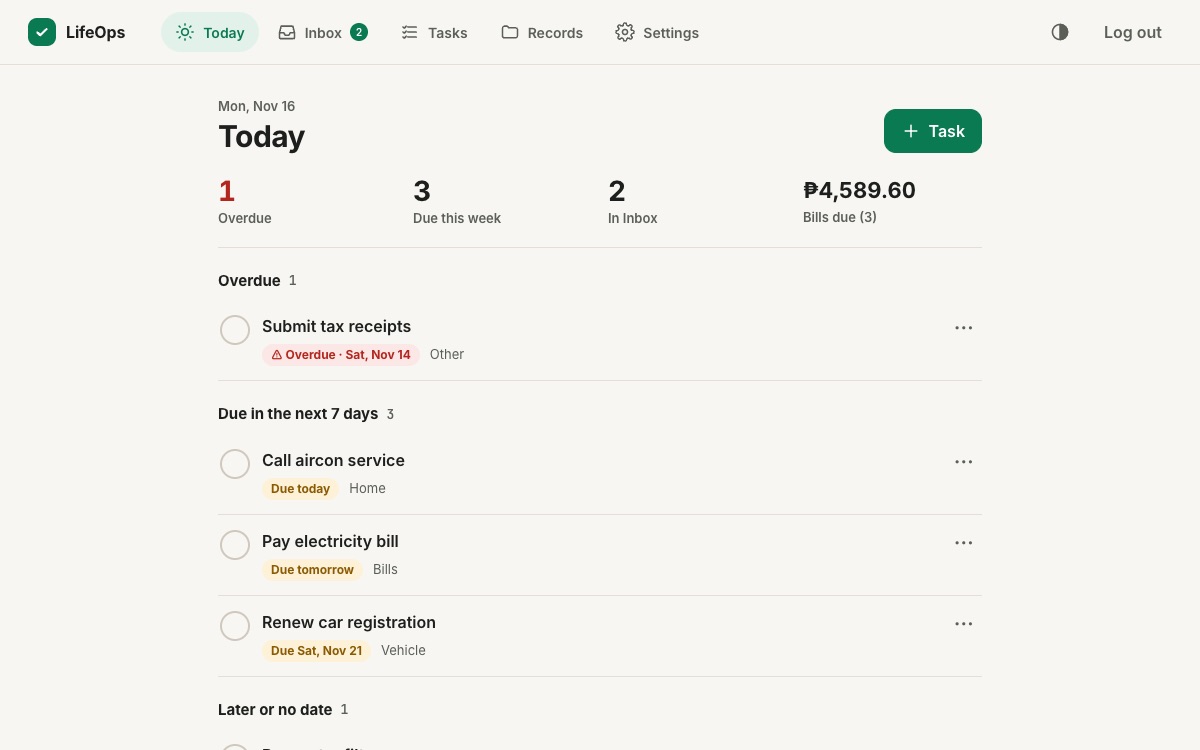 LifeOps
Today
Inbox 2
Tasks
Records
Settings
Log out
Mon, Nov 16
Today
+ Task
1
Overdue
3
Due this week
2
In Inbox
₱4,589.60
Bills due (3)
Overdue 1
Submit tax receipts
Overdue · Sat, Nov 14 Other
Due in the next 7 days 3
Call aircon service
Due today Home
Pay electricity bill
Due tomorrow Bills
Renew car registration
Due Sat, Nov 21 Vehicle
Later or no date 1